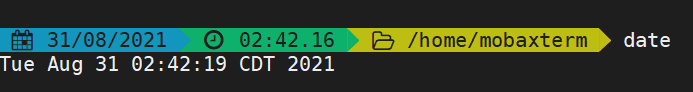 31/08/2021 02:42.16 /home/mobaxterm date
Tue Aug 31 02:42:19 CDT 2021